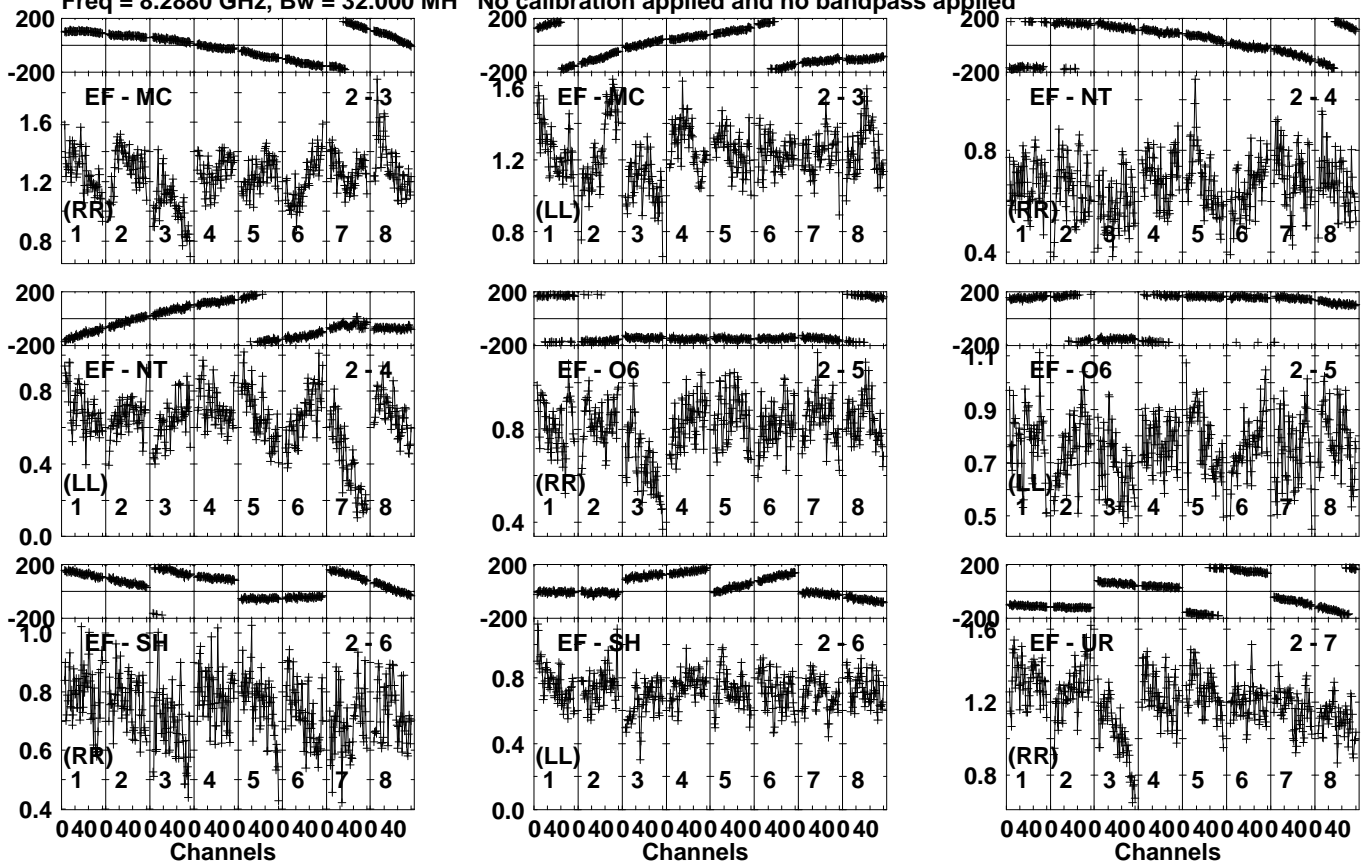 Freq = 8.2880 GHz, Bw = 32.000 MH No calibration applied and no bandpass applied
200
-200
EF - MC 2 - 3
1.6
1.2
0.8
(RR)
1 2 3 4 5 6 7 8
200
-200
1.6
EF - MC 2 - 3
1.2
0.8
(LL)
1 2 3 4 5 6 7 8
200
-200
EF - NT 2 - 4
0.8
0.4
(RR)
1 2 3 4 5 6 7 8
200
-200
EF - NT 2 - 4
0.8
0.4
0.0
(LL)
1 2 3 4 5 6 7 8
200
-200
EF - O6 2 - 5
0.8
0.4
(RR)
1 2 3 4 5 6 7 8
200
-200
1.1
EF - O6 2 - 5
0.9
0.7
0.5
(LL)
1 2 3 4 5 6 7 8
200
-200
1.0
EF - SH 2 - 6
0.8
0.6
0.4
(RR)
1 2 3 4 5 6 7 8
0 40 0 40 0 40 0 40 0 40 0 40 0 40 0 40
Channels
200
-200
EF - SH 2 - 6
0.8
0.4
0.0
(LL)
1 2 3 4 5 6 7 8
0 40 0 40 0 40 0 40 0 40 0 40 0 40 0 40
Channels
200
-200
1.6
EF - UR 2 - 7
1.2
0.8
(RR)
1 2 3 4 5 6 7 8
0 40 0 40 0 40 0 40 0 40 0 40 0 40 0 40
Channels